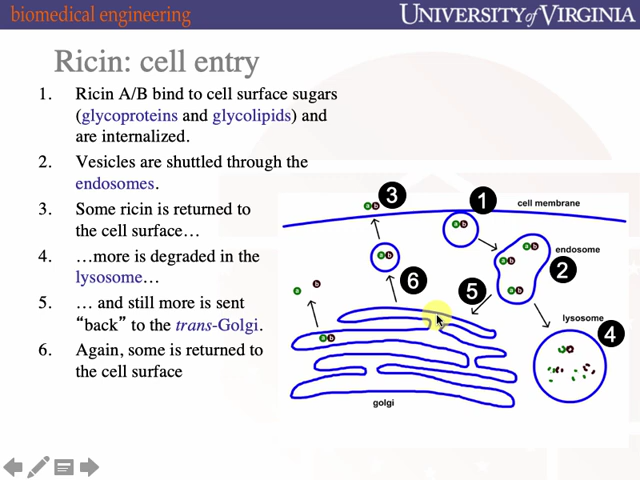 biomedical engineering
UNIVERSITY of VIRGINIA
Ricin: cell entry
1. Ricin A/B bind to cell surface sugars
(glycoproteins and glycolipids) and
are internalized.
2. Vesicles are shuttled through the
endosomes.
3. Some ricin is returned to
the cell surface…
4. …more is degraded in the
lysosome…
5. … and still more is sent
“back” to the trans-Golgi.
6. Again, some is returned to
the cell surface
3
1
cell membrane
a b
a b
a b
endosome
a b
a b
2
6
5
a b
a b
lysosome
4
a b
golgi